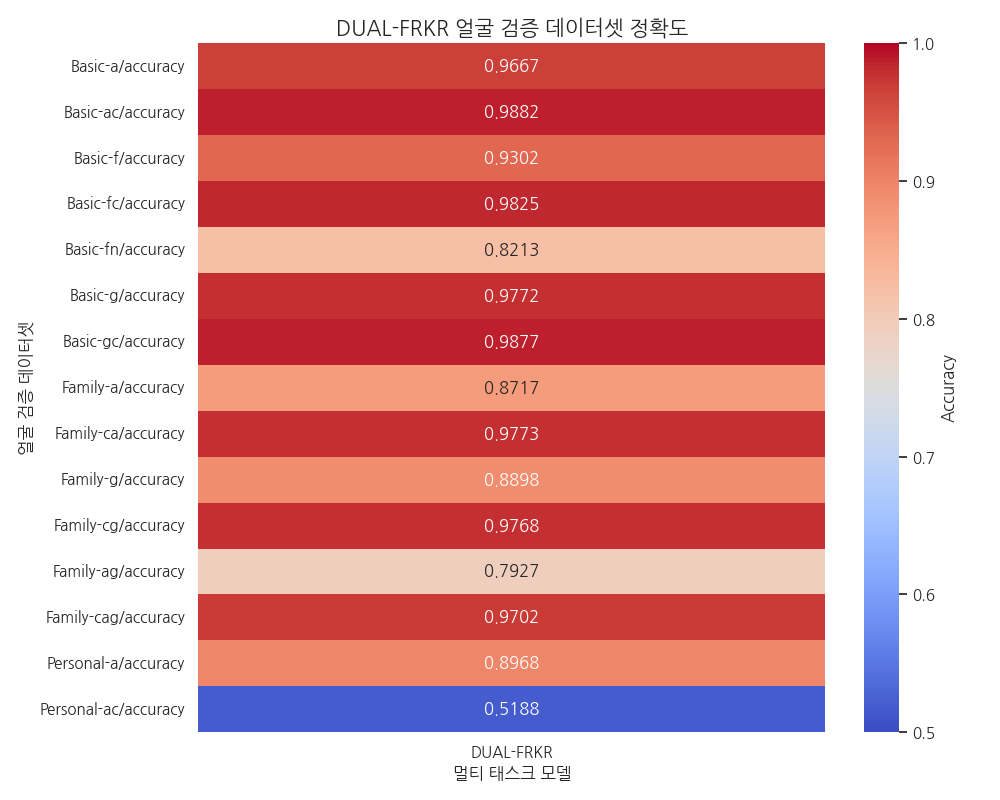 DUAL-FRKR 얼굴 검증 데이터셋 정확도
얼굴 검증 데이터셋
Basic-a/accuracy 0.9667
Basic-ac/accuracy 0.9882
Basic-f/accuracy 0.9302
Basic-fc/accuracy 0.9825
Basic-fn/accuracy 0.8213
Basic-g/accuracy 0.9772
Basic-gc/accuracy 0.9877
Family-a/accuracy 0.8717
Family-ca/accuracy 0.9773
Family-g/accuracy 0.8898
Family-cg/accuracy 0.9768
Family-ag/accuracy 0.7927
Family-cag/accuracy 0.9702
Personal-a/accuracy 0.8968
Personal-ac/accuracy 0.5188
DUAL-FRKR
멀티 태스크 모델
1.0
0.9
0.8
0.7
0.6
0.5
Accuracy